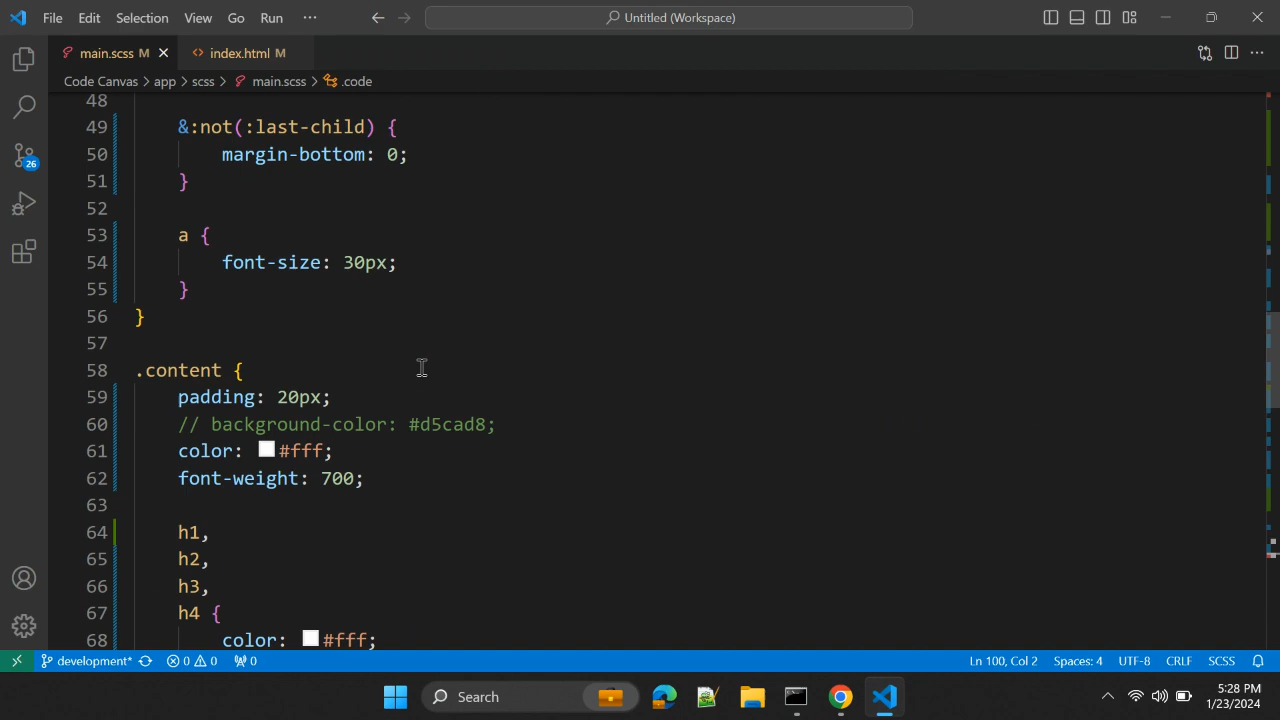 File Edit Selection View Go Run ··· Untitled (Workspace)
main.scss M index.html M
Code Canvas > app > scss > main.scss > .code
48
49 &:not(:last-child) {
50 margin-bottom: 0;
51 }
52
53 a {
54 font-size: 30px;
55 }
56 }
57
58 .content {
59 padding: 20px;
60 // background-color: #d5cad8;
61 color: #fff;
62 font-weight: 700;
63
64 h1,
65 h2,
66 h3,
67 h4 {
68 color: #fff;
26
development* 0 0 0 Ln 100, Col 2 Spaces: 4 UTF-8 CRLF SCSS
Search
5:28 PM
1/23/2024